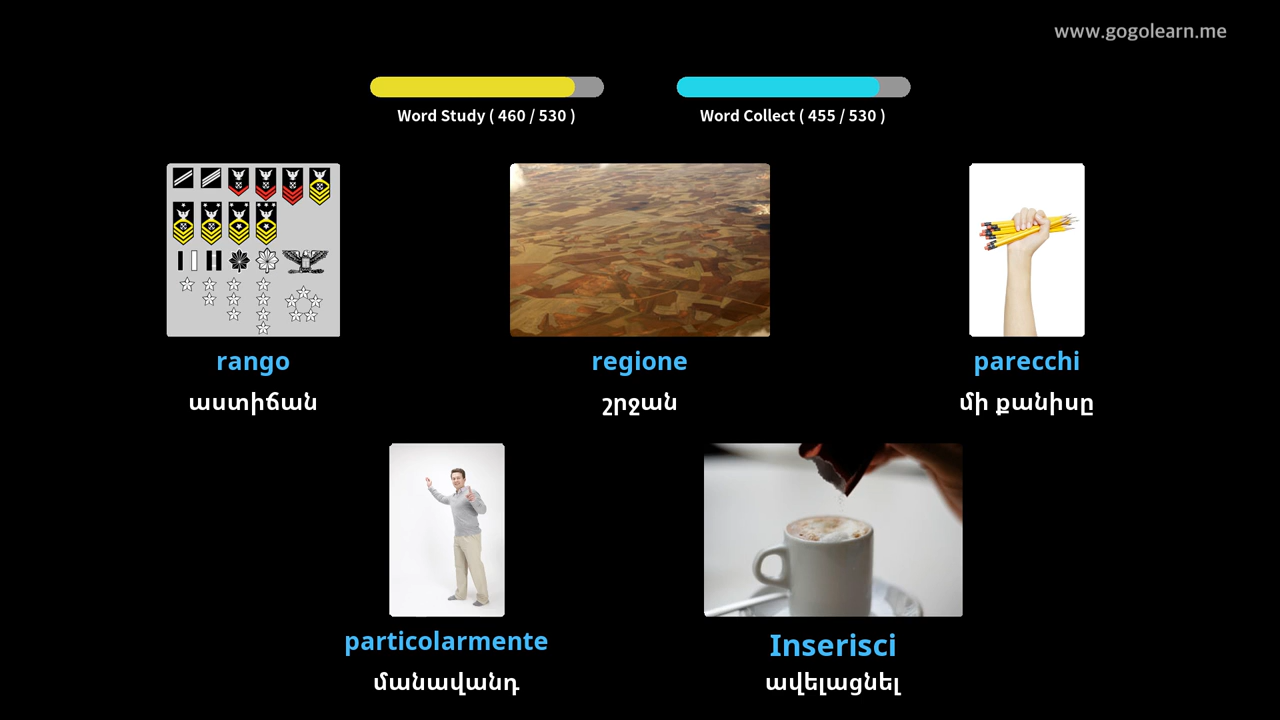 www.gogolearn.me
Word Study ( 460 / 530 )
Word Collect ( 455 / 530 )
rango
regione
parecchi
աստիճան
շրջան
մի քանիսը
particolarmente
Inserisci
մանավանդ
ավելացնել